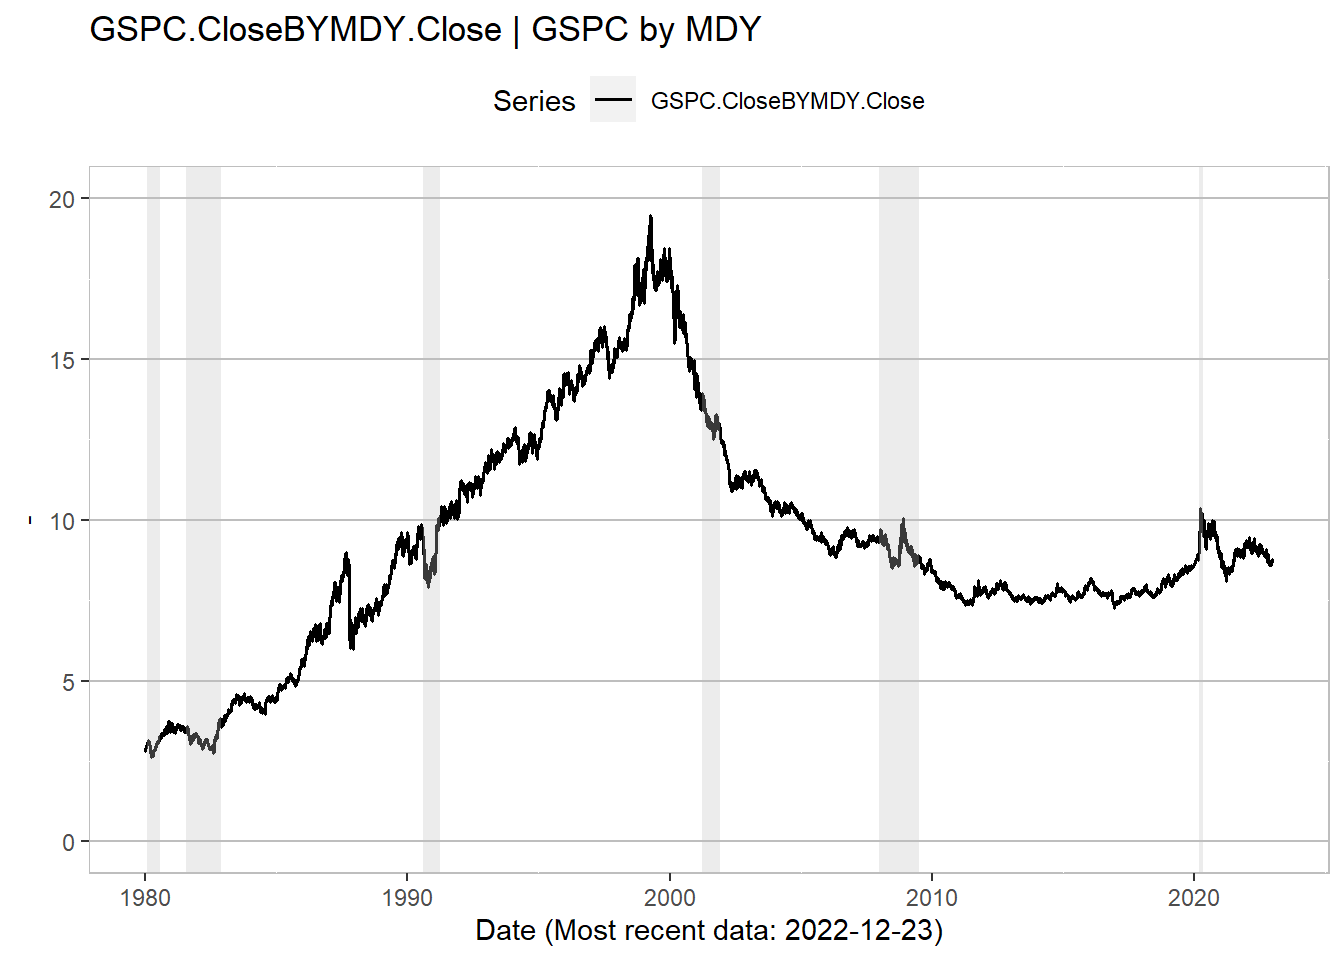 GSPC.CloseBYMDY.Close | GSPC by MDY
Series
GSPC.CloseBYMDY.Close
20
15
10
5
0
-
1980
1990
2000
2010
2020
Date (Most recent data: 2022-12-23)